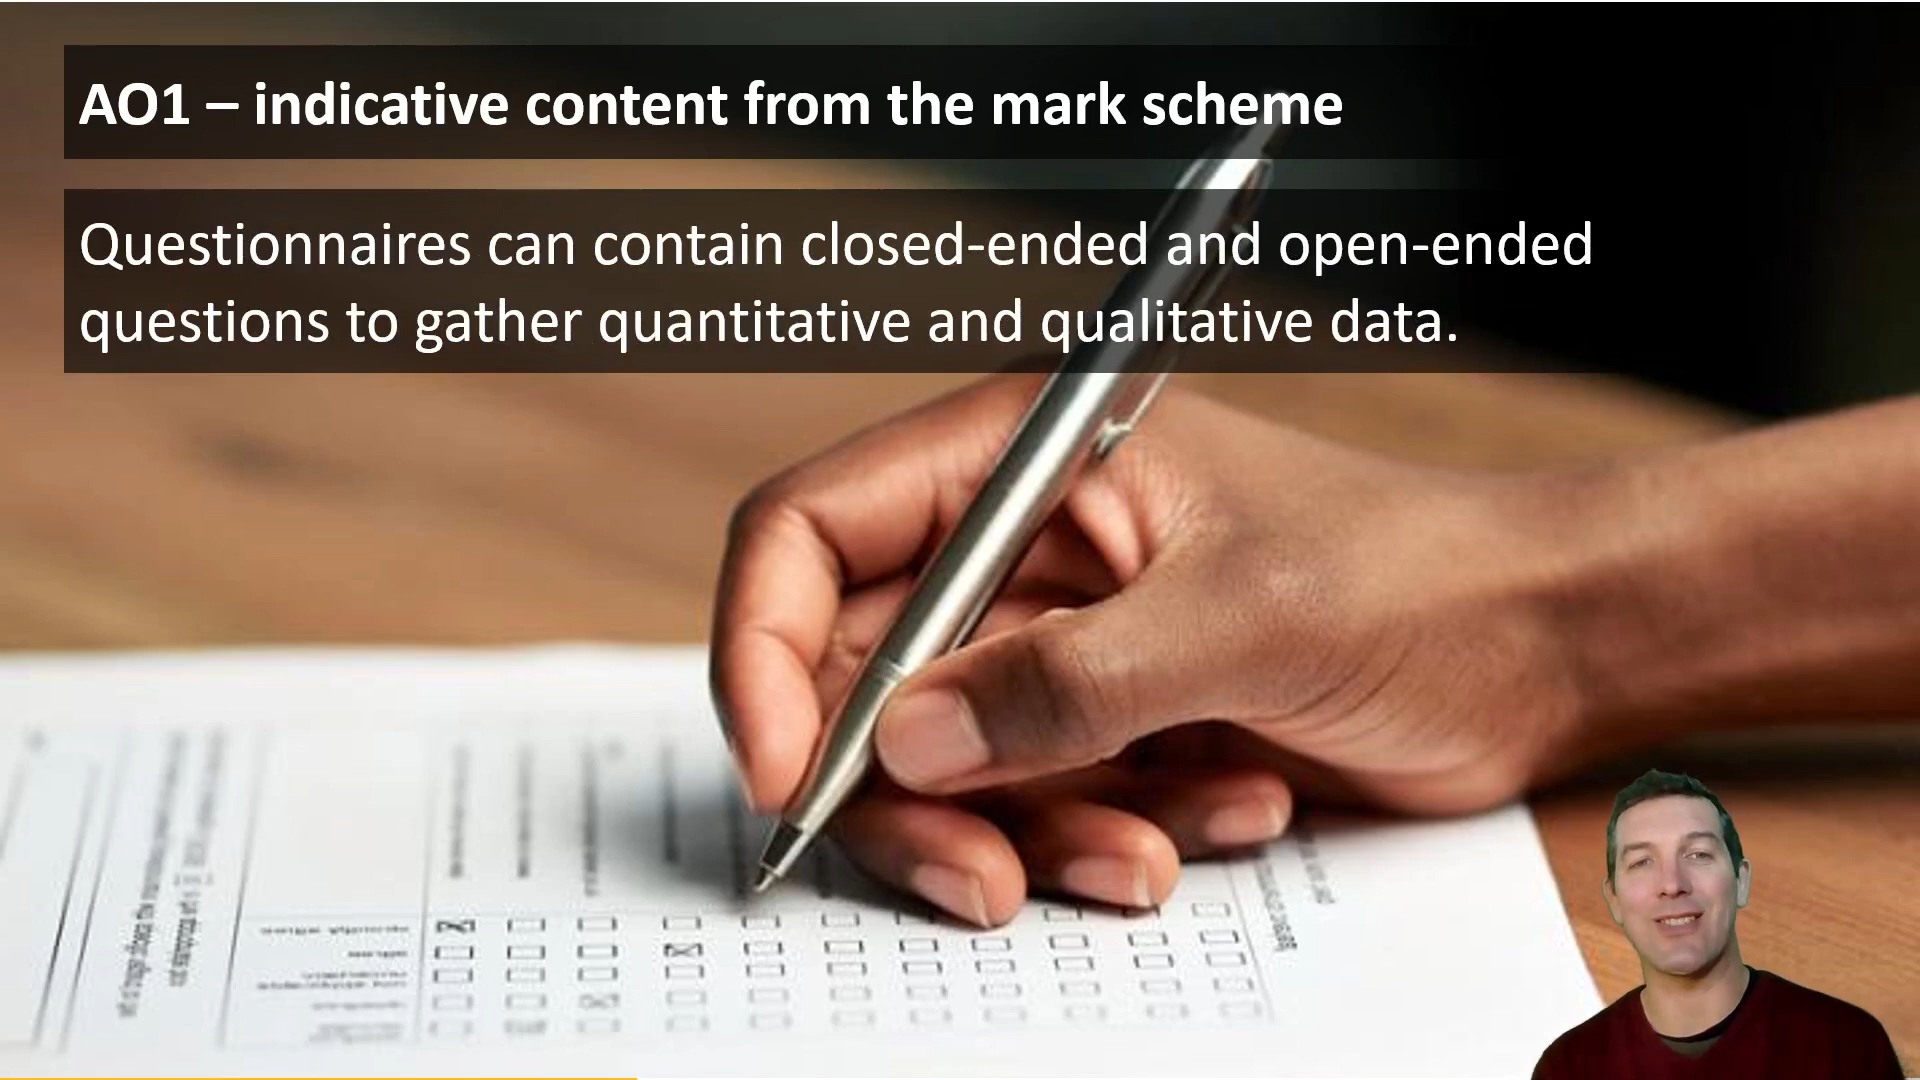 AO1 – indicative content from the mark scheme
Questionnaires can contain closed-ended and open-ended
questions to gather quantitative and qualitative data.